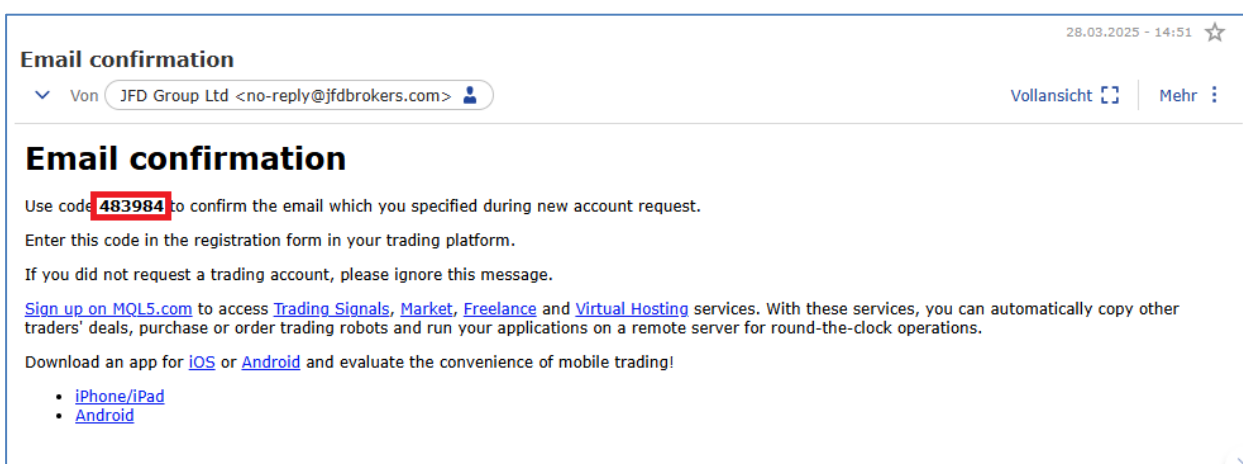 28.03.2025 - 14:51
Email confirmation
Von JFD Group Ltd <no-reply@jfdbrokers.com>
Vollansicht Mehr
Email confirmation
Use code 483984 to confirm the email which you specified during new account request.
Enter this code in the registration form in your trading platform.
If you did not request a trading account, please ignore this message.
Sign up on MQL5.com to access Trading Signals, Market, Freelance and Virtual Hosting services. With these services, you can automatically copy other
traders' deals, purchase or order trading robots and run your applications on a remote server for round-the-clock operations.
Download an app for iOS or Android and evaluate the convenience of mobile trading!
• iPhone/iPad
• Android